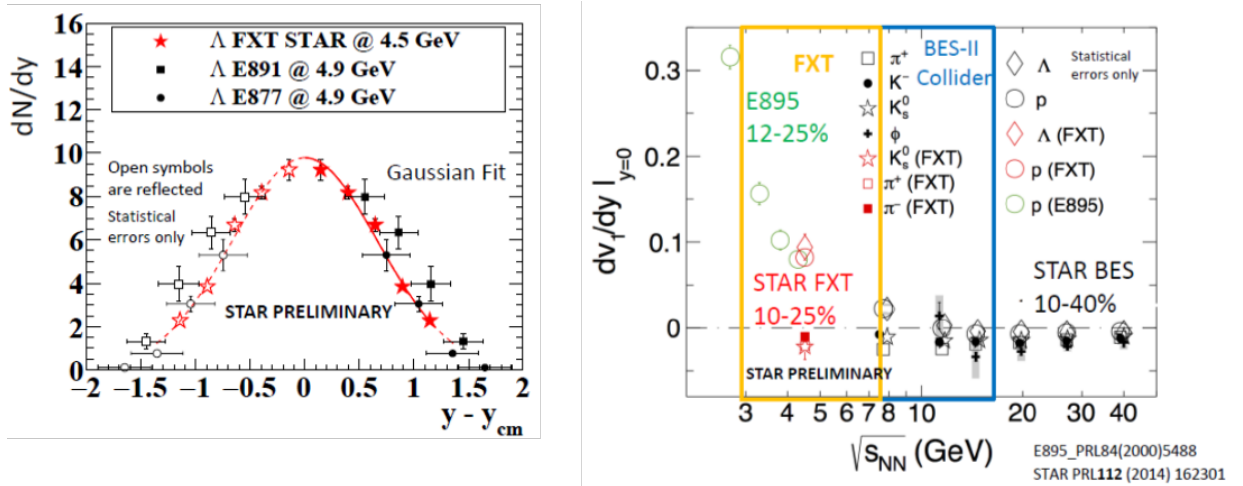 16
14
12
10
8
6
4
2
0
dN/dy
Λ FXT STAR @ 4.5 GeV
Λ E891 @ 4.9 GeV
Λ E877 @ 4.9 GeV
Open symbols
are reflected
Statistical
errors only
Gaussian Fit
STAR PRELIMINARY
−2 −1.5 −1 −0.5 0 0.5 1 1.5 2
y - y_cm
dv₁/dy |y=0
0.3
0.2
0.1
0
FXT
BES-II
Collider
E895
12-25%
π⁺
K⁻
K⁰s
ϕ
K⁰s (FXT)
π⁺ (FXT)
π⁻ (FXT)
Λ
Statistical
errors only
p
Λ (FXT)
p (FXT)
p (E895)
STAR FXT
10-25%
STAR BES
10-40%
STAR PRELIMINARY
3 4 5 6 7 8 10 20 30 40
√sNN (GeV)
E895_PRL84(2000)5488
STAR PRL112 (2014) 162301